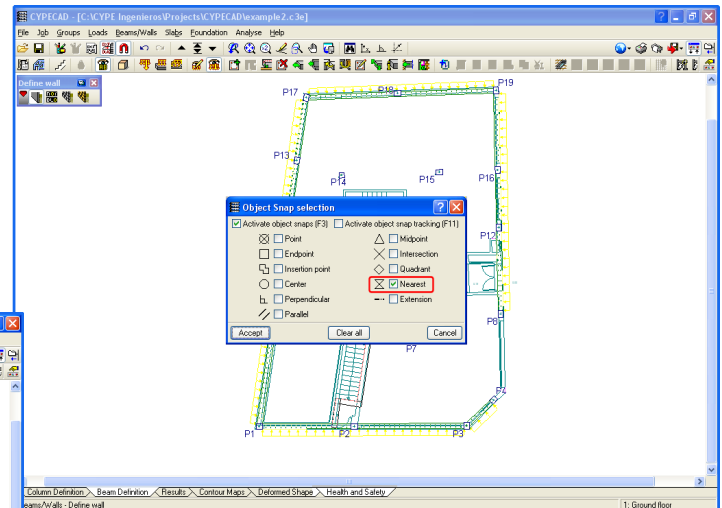 CYPECAD - [C:\CYPE Ingenieros\Projects\CYPECAD\example2.c3e]
File Job Groups Loads Beams/Walls Slabs Foundation Analyse Help
Define wall
P17
P18
P19
P13
P14
P15
P16
Object Snap selection
Activate object snaps (F3) Activate object snap tracking (F11)
Point Midpoint
Endpoint Intersection
Insertion point Quadrant
Center Nearest
Perpendicular Extension
Parallel
Accept Clear all Cancel
P12
P8
P7
P4
P1
P2
P3
Column Definition Beam Definition Results Contour Maps Deformed Shape Health and Safety
eams/Walls - Define wall 1: Ground floor